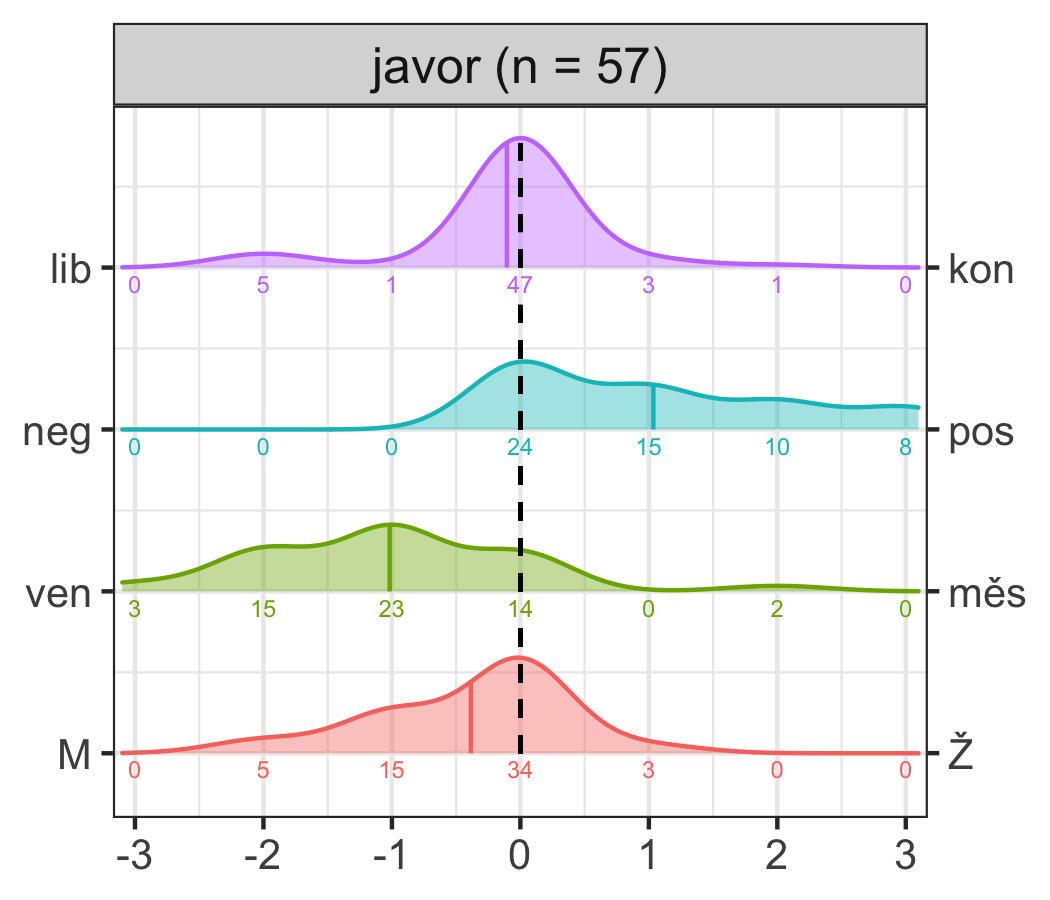 javor (n = 57)
lib kon
0 5 1 47 3 1 0
neg pos
0 0 0 24 15 10 8
ven měs
3 15 23 14 0 2 0
M Ž
0 5 15 34 3 0 0
-3 -2 -1 0 1 2 3